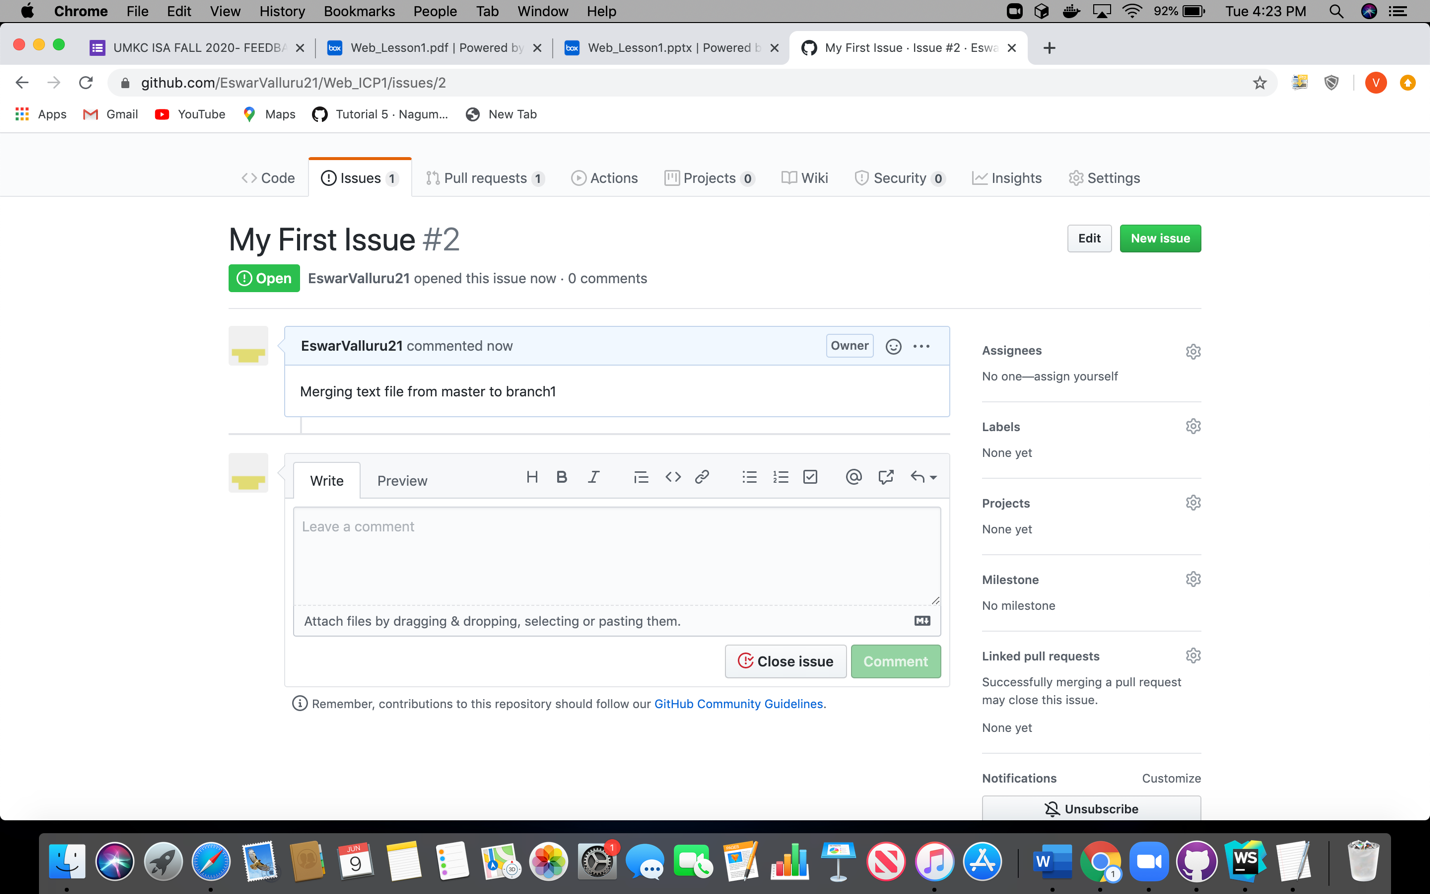 Chrome File Edit View History Bookmarks People Tab Window Help 92% Tue 4:23 PM
UMKC ISA FALL 2020- FEEDBA Web_Lesson1.pdf | Powered by Web_Lesson1.pptx | Powered b My First Issue · Issue #2 · Eswa
github.com/EswarValluru21/Web_ICP1/issues/2 V
Apps Gmail YouTube Maps Tutorial 5 · Nagum... New Tab
Code Issues 1 Pull requests 1 Actions Projects 0 Wiki Security 0 Insights Settings
My First Issue #2 Edit New issue
Open EswarValluru21 opened this issue now · 0 comments
EswarValluru21 commented now Owner
Merging text file from master to branch1
Write Preview H B I
Leave a comment
Attach files by dragging & dropping, selecting or pasting them.
Close issue Comment
Remember, contributions to this repository should follow our GitHub Community Guidelines.
Assignees
No one—assign yourself
Labels
None yet
Projects
None yet
Milestone
No milestone
Linked pull requests
Successfully merging a pull request
may close this issue.
None yet
Notifications Customize
Unsubscribe
JUN
9
3D
1
W
1
WS